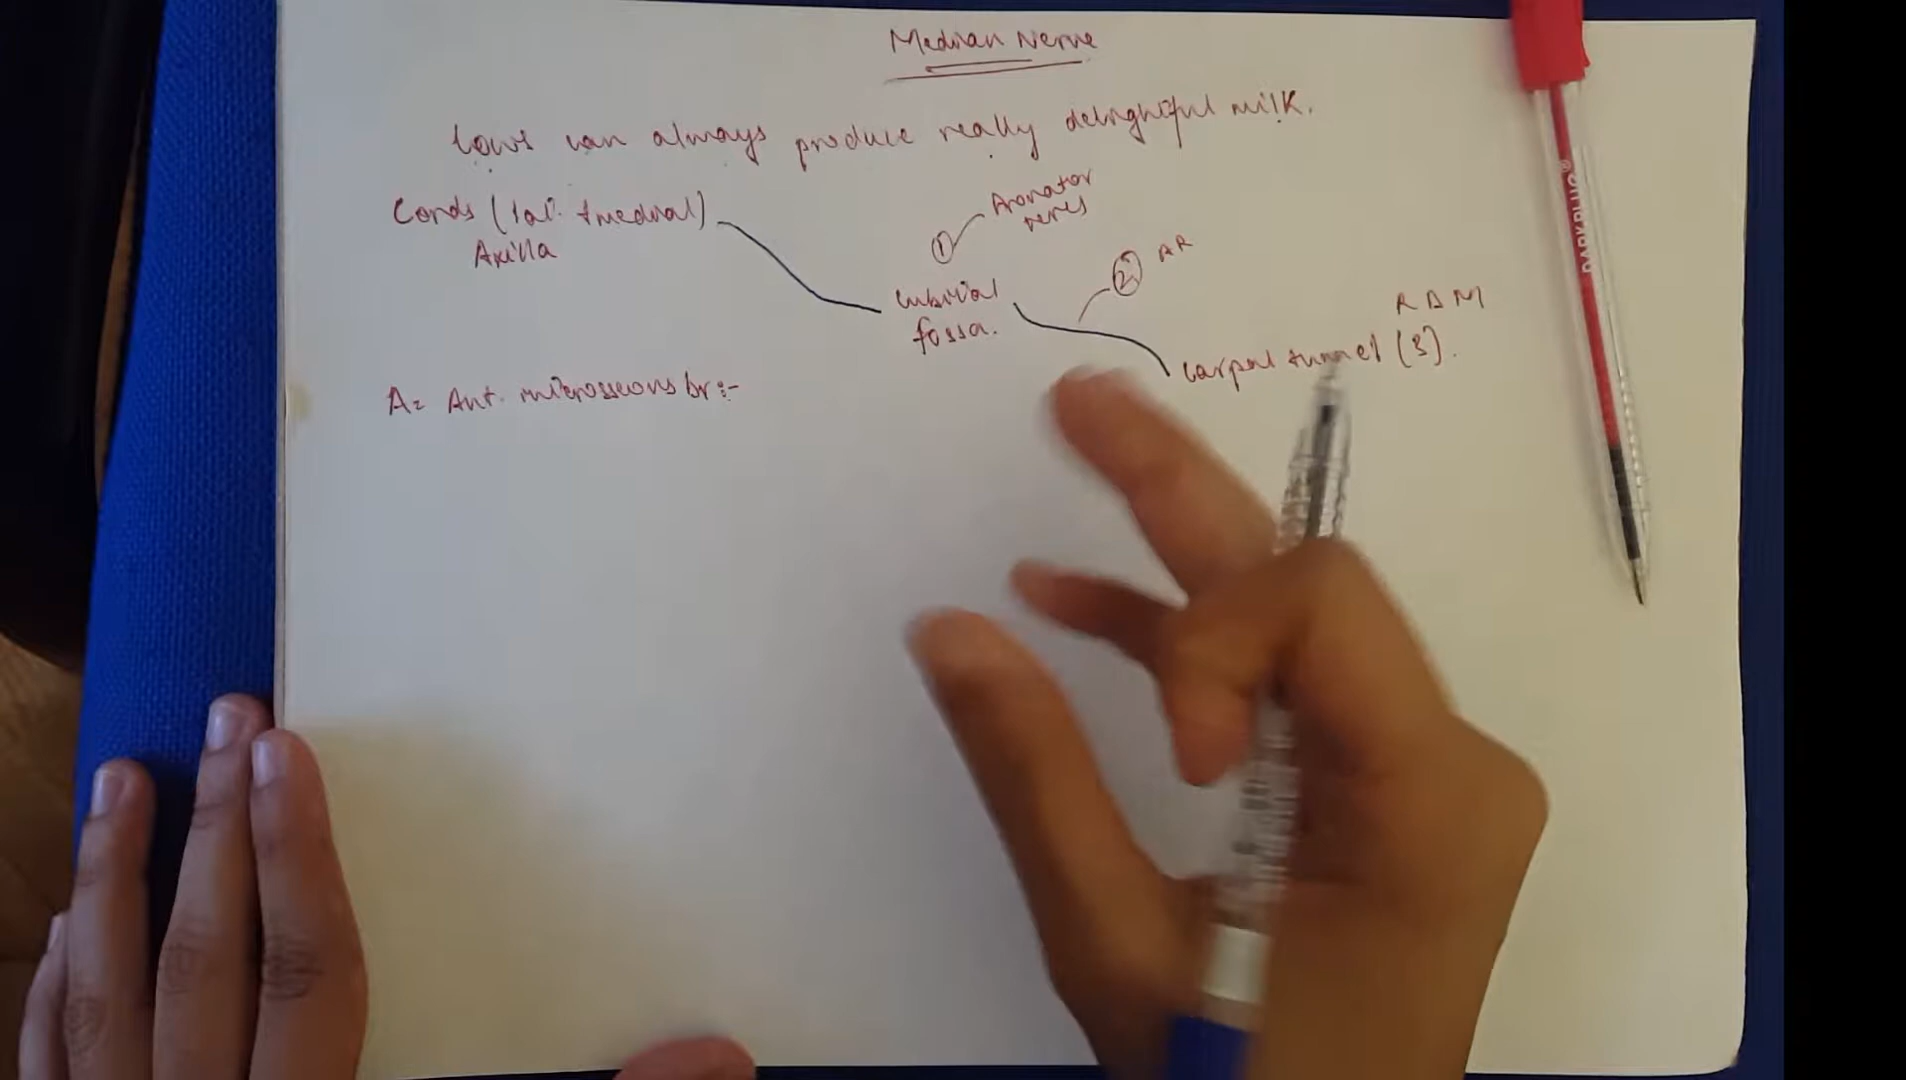 Median Nerve
Cows can always produce really delightful milk.
Cords (lat. + medial)
Axilla
① Pronator teres
② AR
Cubital fossa.
R D M
Carpal tunnel (3).
A = Ant. interosseous br :-